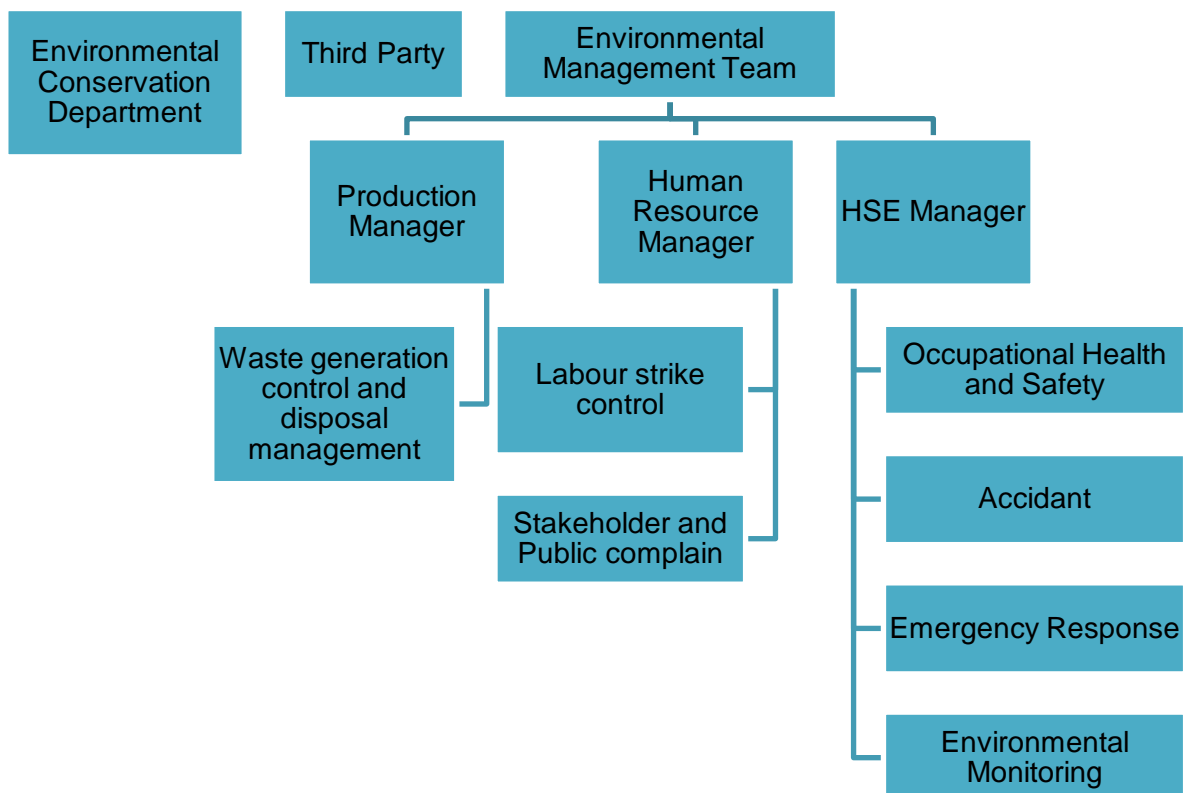 Environmental
Conservation
Department
Third Party
Environmental
Management Team
Production
Manager
Human
Resource
Manager
HSE Manager
Waste generation
control and
disposal
management
Labour strike
control
Stakeholder and
Public complain
Occupational Health
and Safety
Accidant
Emergency Response
Environmental
Monitoring